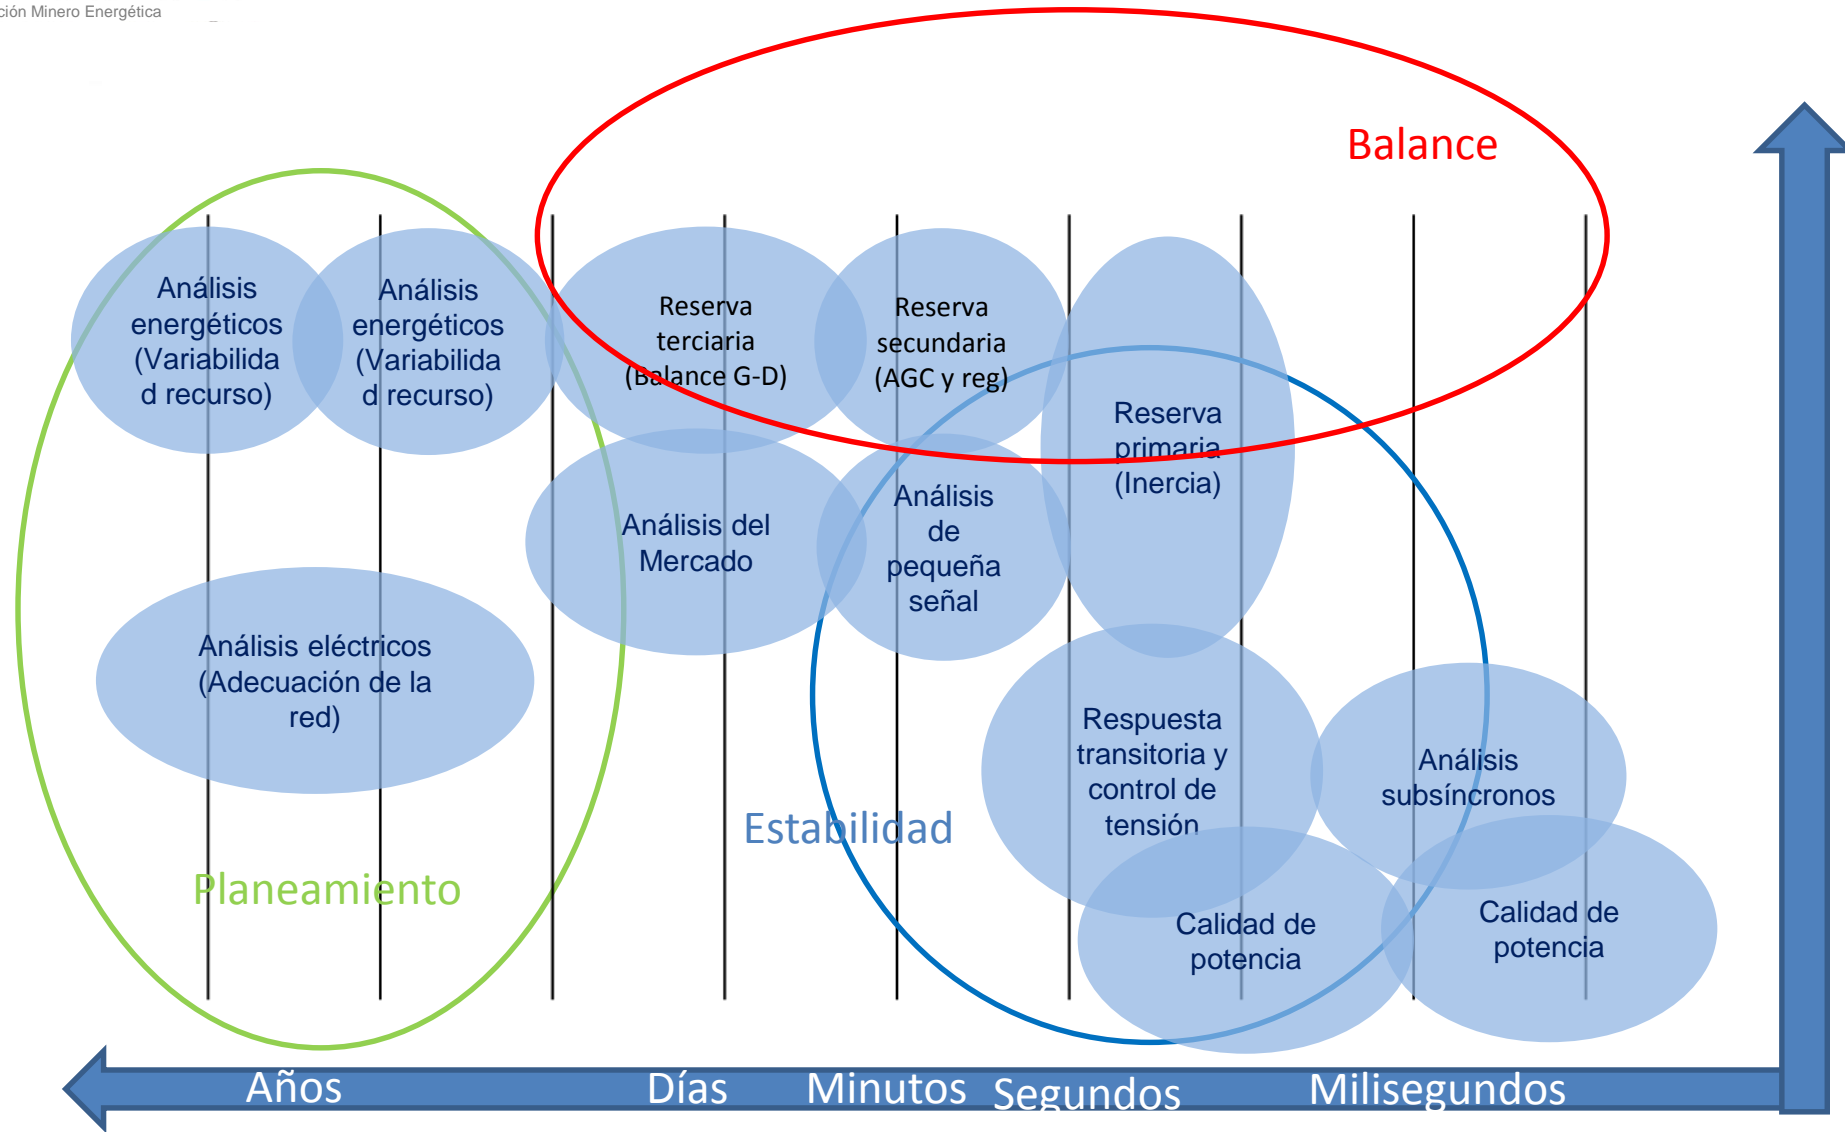 ción Minero Energética
Balance
Análisis
energéticos
(Variabilida
d recurso)
Análisis
energéticos
(Variabilida
d recurso)
Reserva
terciaria
(Balance G-D)
Reserva
secundaria
(AGC y reg)
Reserva
primaria
(Inercia)
Análisis del
Mercado
Análisis
de
pequeña
señal
Análisis eléctricos
(Adecuación de la
red)
Respuesta
transitoria y
control de
tensión
Análisis
subsíncronos
Estabilidad
Planeamiento
Calidad de
potencia
Calidad de
potencia
Años
Días
Minutos
Segundos
Milisegundos